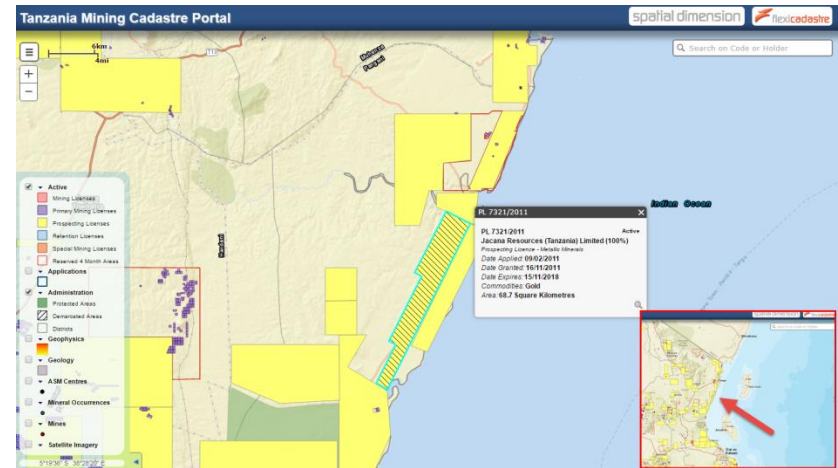 Tanzania Mining Cadastre Portal
spatial dimension
flexicadastre
Search on Code or Holder
6km
4mi
+
−
Muheza
Pangani
T13
Handeni
Indian Ocean
Active
Mining Licenses
Primary Mining Licenses
Prospecting Licenses
Retention Licenses
Special Mining Licenses
Reserved 4 Month Areas
Applications
Administration
Protected Areas
Demarcated Areas
Districts
Geophysics
Geology
ASM Centres
Mineral Occurrences
Mines
Satellite Imagery
PL 7321/2011
PL 7321/2011 Active
Jacana Resources (Tanzania) Limited (100%)
Prospecting Licence - Metallic Minerals
Date Applied: 09/02/2011
Date Granted: 16/11/2011
Date Expires: 15/11/2018
Commodities: Gold
Area: 68.7 Square Kilometres